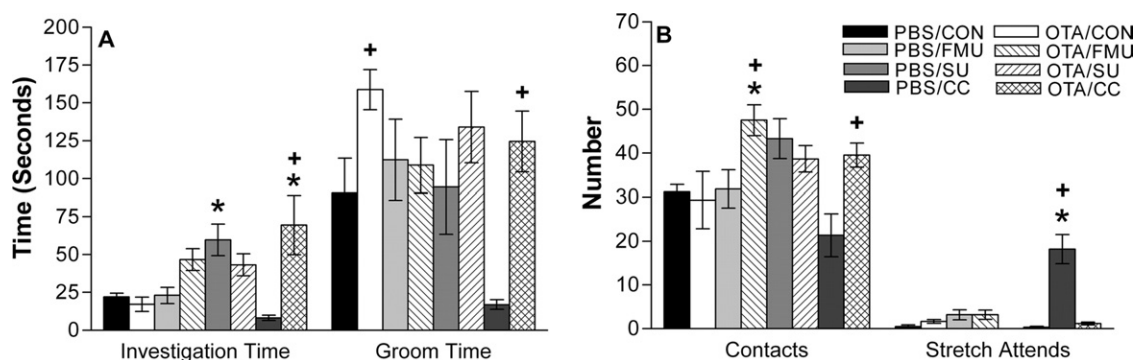 A
Time (Seconds)
200
175
150
125
100
75
50
25
0
*
+
*
+
+
Investigation Time
Groom Time
B
Number
70
60
50
40
30
20
10
0
PBS/CON
OTA/CON
PBS/FMU
OTA/FMU
PBS/SU
OTA/SU
PBS/CC
OTA/CC
+
*
+
+
*
Contacts
Stretch Attends